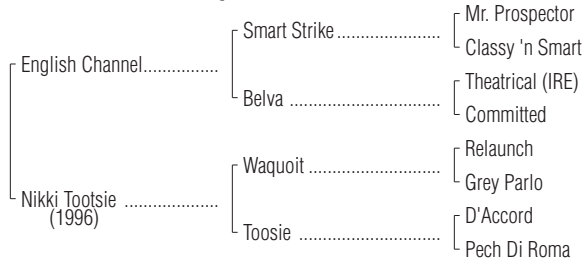 Mr. Prospector
Smart Strike ....................
Classy 'n Smart
English Channel................
Theatrical (IRE)
Belva ................................
Committed
Relaunch
Waquoit ............................
Grey Parlo
Nikki Tootsie ....................
(1996)
D'Accord
Toosie ..............................
Pech Di Roma